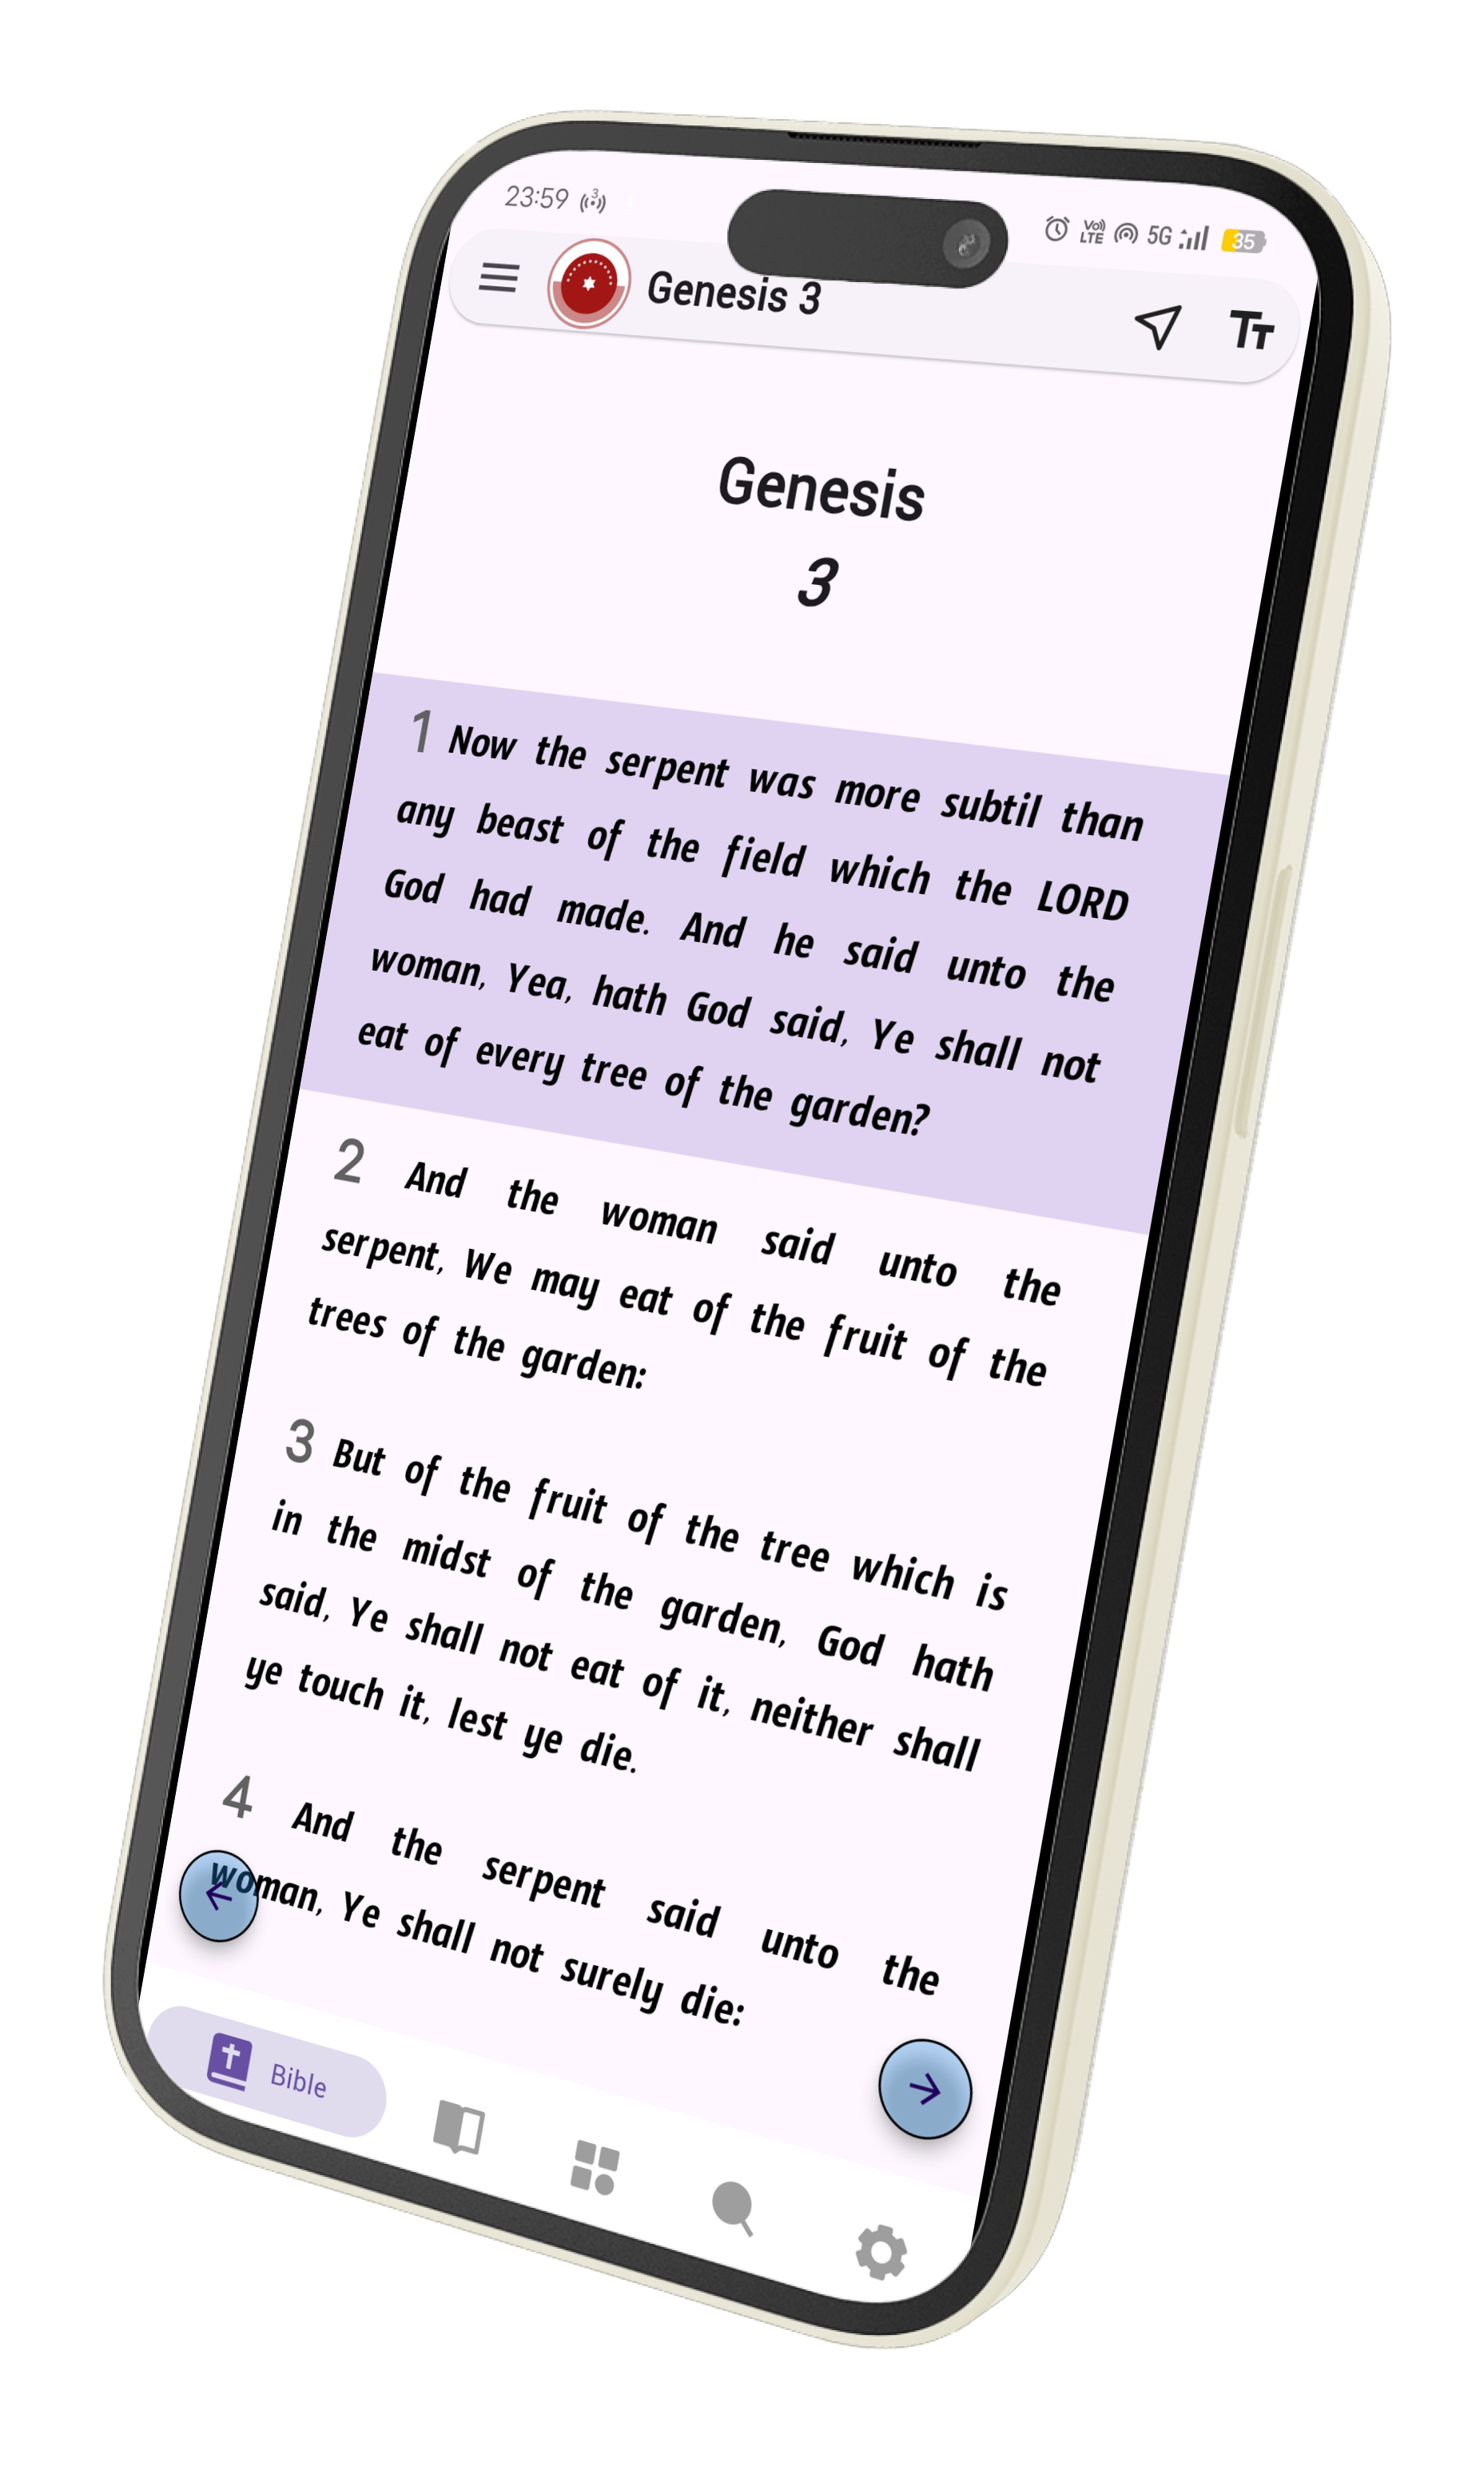 23:59 3 Vo) LTE 5G 35
Genesis 3 TT
Genesis
3
1 Now the serpent was more subtil than
any beast of the field which the LORD
God had made. And he said unto the
woman, Yea, hath God said, Ye shall not
eat of every tree of the garden?
2 And the woman said unto the
serpent, We may eat of the fruit of the
trees of the garden:
3 But of the fruit of the tree which is
in the midst of the garden, God hath
said, Ye shall not eat of it, neither shall
ye touch it, lest ye die.
4 And the serpent said unto the
woman, Ye shall not surely die:
Bible